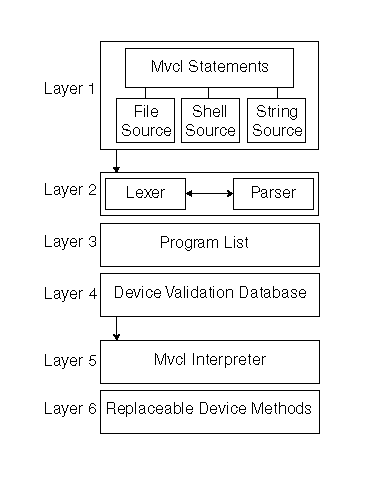 Layer 1
Mvcl Statements
File
Source
Shell
Source
String
Source
Layer 2
Lexer
Parser
Layer 3
Program List
Layer 4
Device Validation Database
Layer 5
Mvcl Interpreter
Layer 6
Replaceable Device Methods